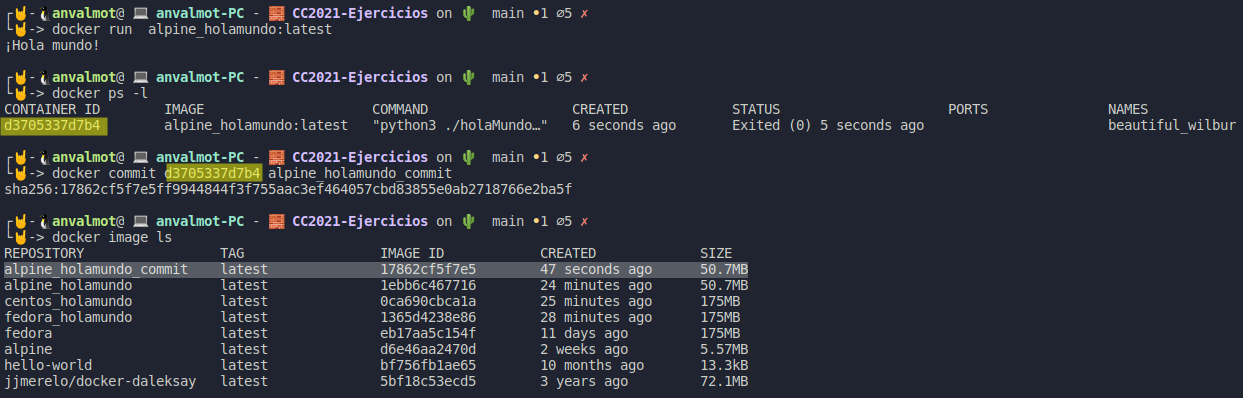 ┌🤘-🐧anvalmot@ 💻 anvalmot-PC - 🧱 CC2021-Ejercicios on 🌵  main •1 ⌀5 ✗
└🤘-> docker run  alpine_holamundo:latest
¡Hola mundo!
┌🤘-🐧anvalmot@ 💻 anvalmot-PC - 🧱 CC2021-Ejercicios on 🌵  main •1 ⌀5 ✗
└🤘-> docker ps -l
CONTAINER ID        IMAGE                     COMMAND                  CREATED             STATUS                     PORTS               NAMES
d3705337d7b4        alpine_holamundo:latest   "python3 ./holaMundo…"   6 seconds ago       Exited (0) 5 seconds ago                       beautiful_wilbur
┌🤘-🐧anvalmot@ 💻 anvalmot-PC - 🧱 CC2021-Ejercicios on 🌵  main •1 ⌀5 ✗
└🤘-> docker commit d3705337d7b4 alpine_holamundo_commit
sha256:17862cf5f7e5ff9944844f3f755aac3ef464057cbd83855e0ab2718766e2ba5f
┌🤘-🐧anvalmot@ 💻 anvalmot-PC - 🧱 CC2021-Ejercicios on 🌵  main •1 ⌀5 ✗
└🤘-> docker image ls
REPOSITORY                 TAG                 IMAGE ID            CREATED             SIZE
alpine_holamundo_commit    latest              17862cf5f7e5        47 seconds ago      50.7MB
alpine_holamundo           latest              1ebb6c467716        24 minutes ago      50.7MB
centos_holamundo           latest              0ca690cbca1a        25 minutes ago      175MB
fedora_holamundo           latest              1365d4238e86        28 minutes ago      175MB
fedora                     latest              eb17aa5c154f        11 days ago         175MB
alpine                     latest              d6e46aa2470d        2 weeks ago         5.57MB
hello-world                latest              bf756fb1ae65        10 months ago       13.3kB
jjmerelo/docker-daleksay   latest              5bf18c53ecd5        3 years ago         72.1MB